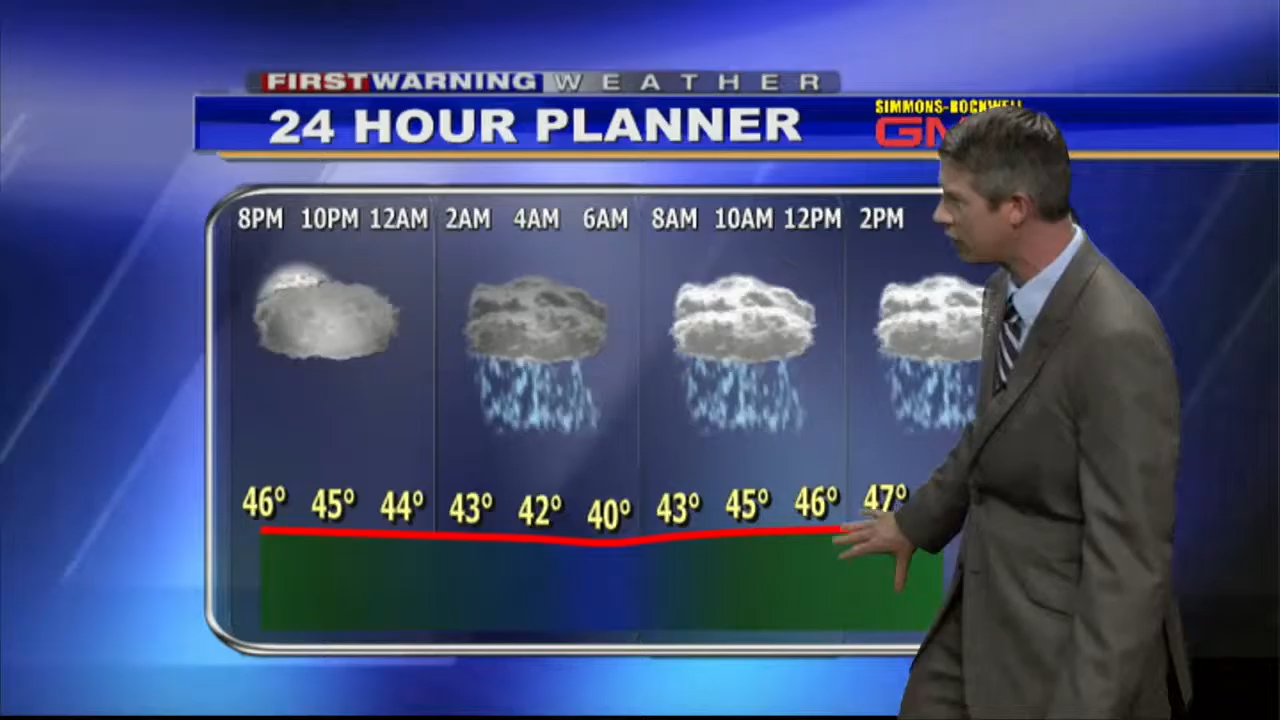 FIRST WARNING WEATHER
24 HOUR PLANNER
SIMMONS-ROCKWELL
8PM 10PM 12AM 2AM 4AM 6AM 8AM 10AM 12PM 2PM
46° 45° 44° 43° 42° 40° 43° 45° 46° 47°